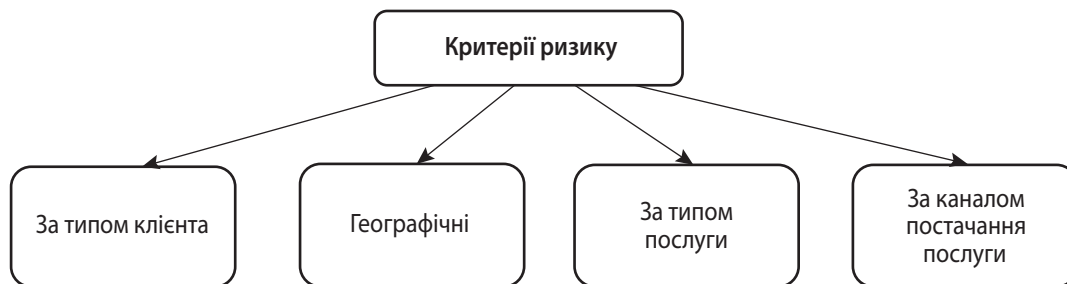 Критерії ризику
За типом клієнта
Географічні
За типом
послуги
За каналом
постачання
послуги